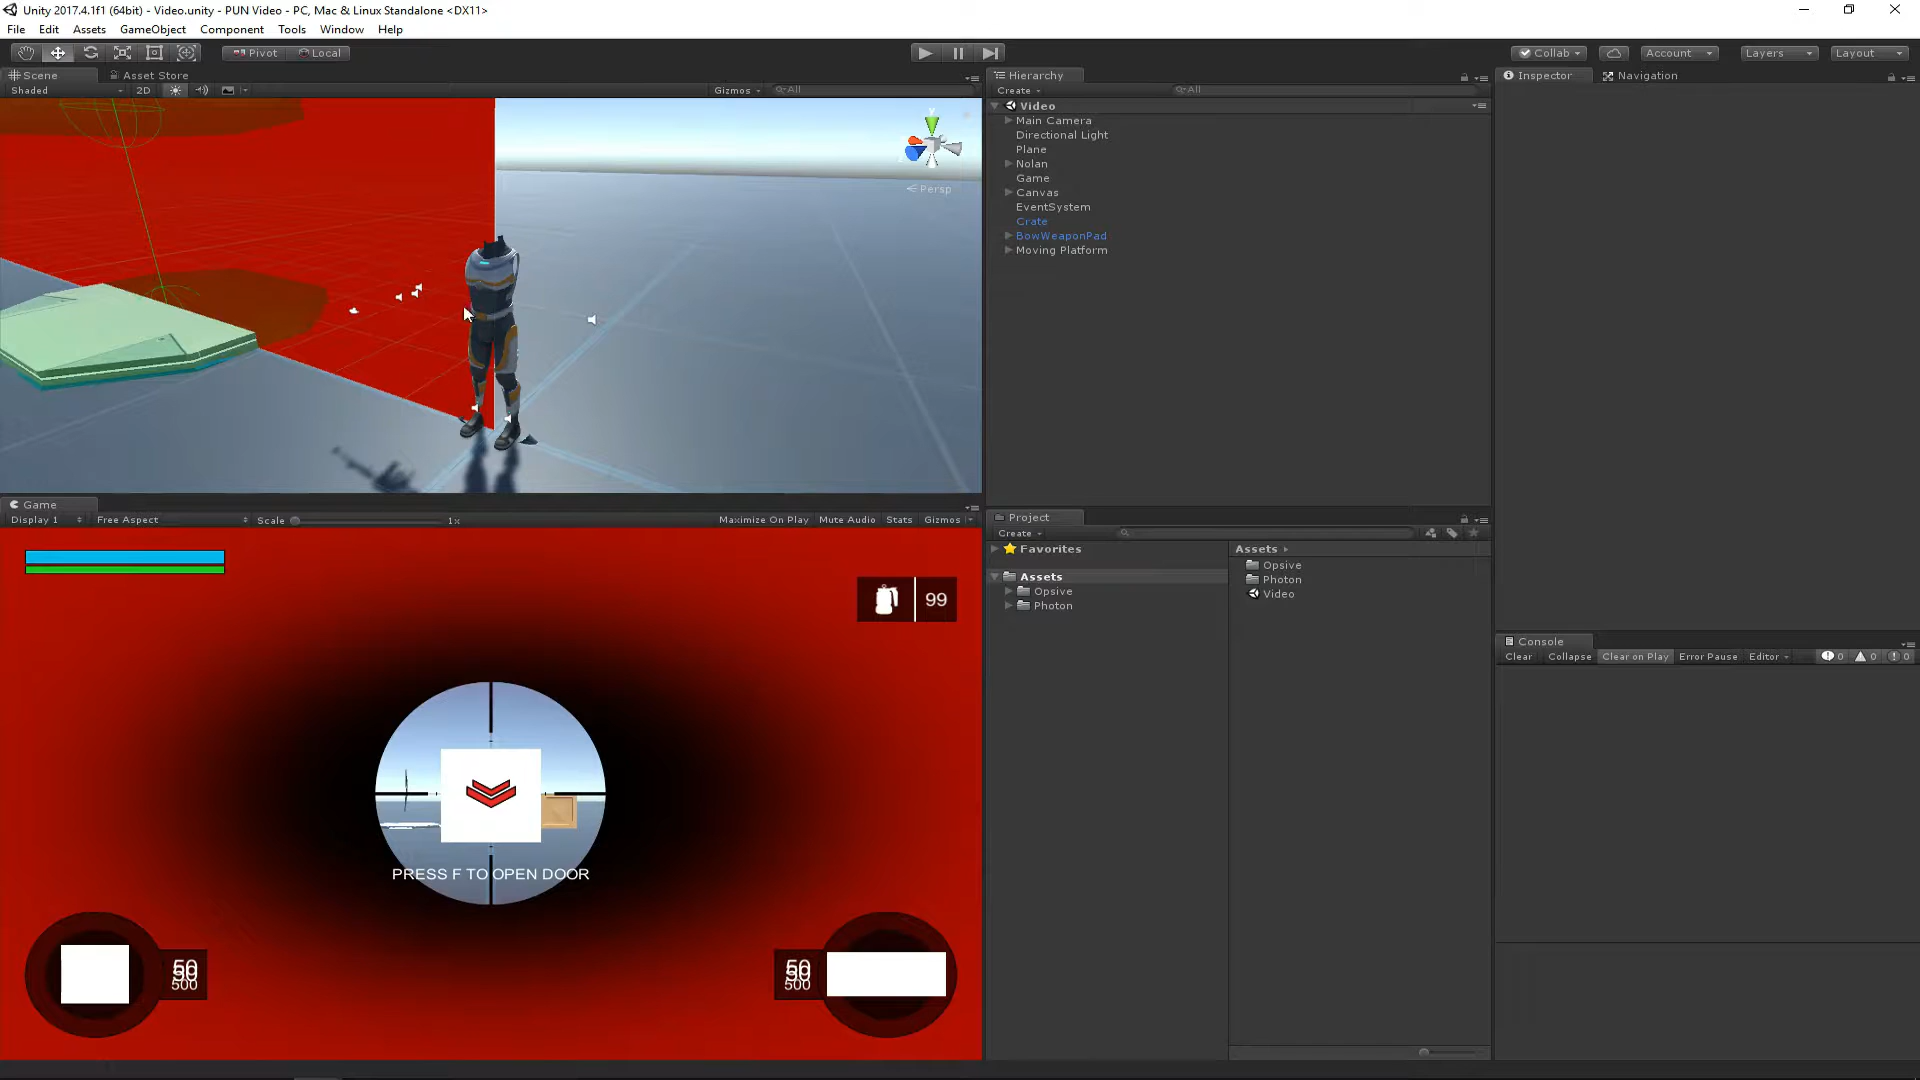 Unity 2017.4.1f1 (64bit) - Video.unity - PUN Video - PC, Mac & Linux Standalone <DX11>
File Edit Assets GameObject Component Tools Window Help
Pivot Local
Collab Account Layers Layout
Scene Asset Store
Shaded 2D Gizmos All
y
Persp
Hierarchy
Create All
Video
Main Camera
Directional Light
Plane
Nolan
Game
Canvas
EventSystem
Crate
BowWeaponPad
Moving Platform
Inspector Navigation
Game
Display 1 Free Aspect Scale 1x Maximize On Play Mute Audio Stats Gizmos
99
PRESS F TO OPEN DOOR
500
500
Project
Create
Favorites
Assets
Opsive
Photon
Assets
Opsive
Photon
Video
Console
Clear Collapse Clear on Play Error Pause Editor 0 0 0